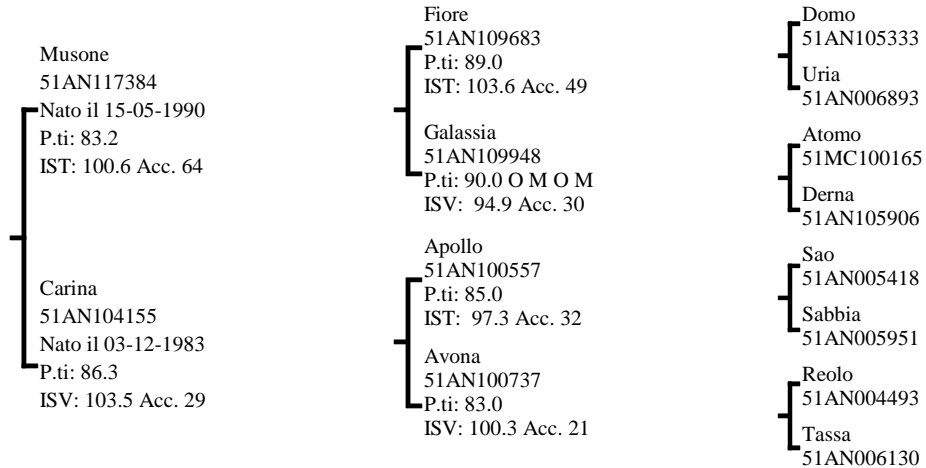 Musone
51AN117384
Nato il 15-05-1990
P.ti: 83.2
IST: 100.6 Acc. 64
Carina
51AN104155
Nato il 03-12-1983
P.ti: 86.3
ISV: 103.5 Acc. 29
Fiore
51AN109683
P.ti: 89.0
IST: 103.6 Acc. 49
Galassia
51AN109948
P.ti: 90.0 O M O M
ISV: 94.9 Acc. 30
Apollo
51AN100557
P.ti: 85.0
IST: 97.3 Acc. 32
Avona
51AN100737
P.ti: 83.0
ISV: 100.3 Acc. 21
Domo
51AN105333
Uria
51AN006893
Atomo
51MC100165
Derna
51AN105906
Sao
51AN005418
Sabbia
51AN005951
Reolo
51AN004493
Tassa
51AN006130